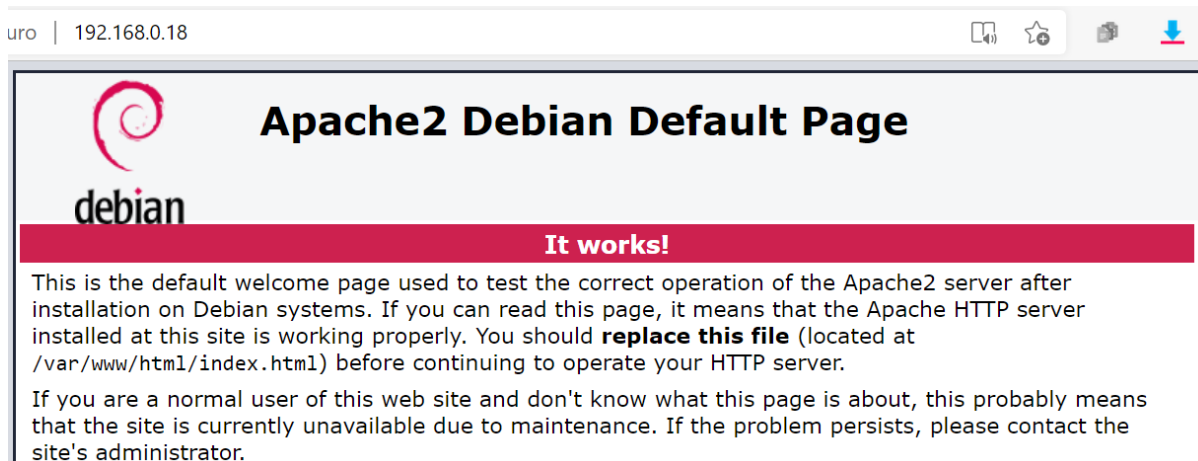 uro | 192.168.0.18
Apache2 Debian Default Page
debian
It works!
This is the default welcome page used to test the correct operation of the Apache2 server after
installation on Debian systems. If you can read this page, it means that the Apache HTTP server
installed at this site is working properly. You should replace this file (located at
/var/www/html/index.html) before continuing to operate your HTTP server.
If you are a normal user of this web site and don't know what this page is about, this probably means
that the site is currently unavailable due to maintenance. If the problem persists, please contact the
site's administrator.